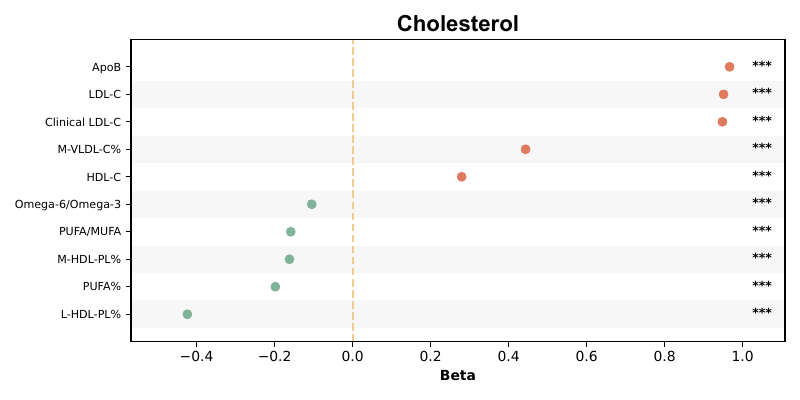 Cholesterol
ApoB ***
LDL-C ***
Clinical LDL-C ***
M-VLDL-C% ***
HDL-C ***
Omega-6/Omega-3 ***
PUFA/MUFA ***
M-HDL-PL% ***
PUFA% ***
L-HDL-PL% ***
−0.4 −0.2 0.0 0.2 0.4 0.6 0.8 1.0
Beta